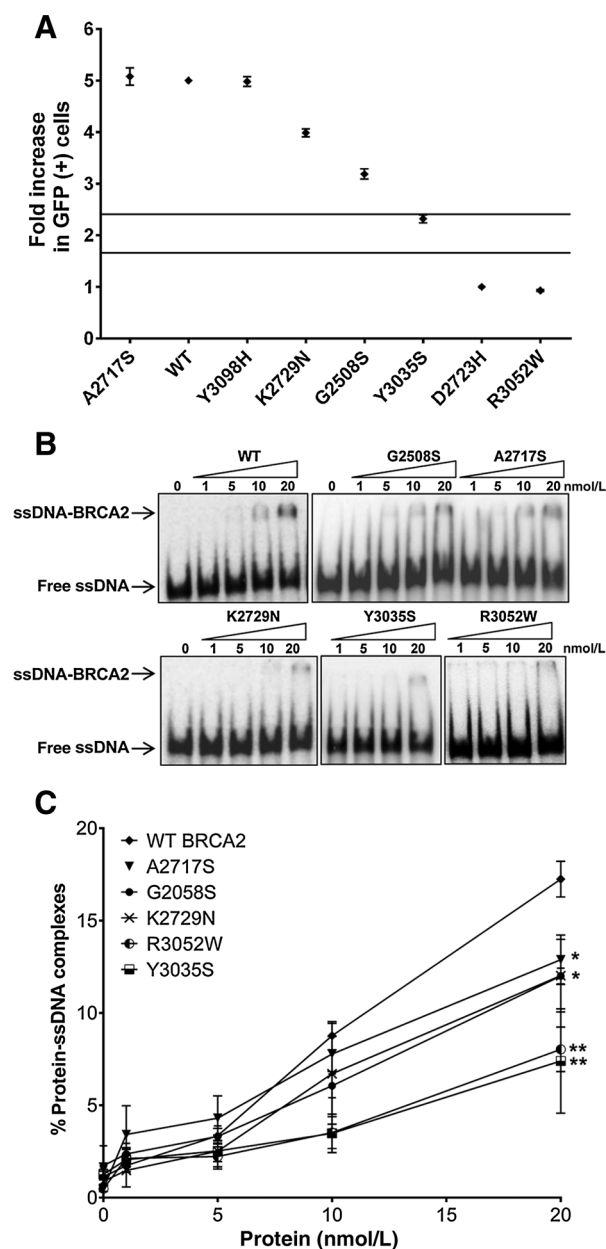 A
Fold increase
in GFP (+) cells
6
5
4
3
2
1
0
A2717S
WT
Y3098H
K2729N
G2508S
Y3035S
D2723H
R3052W
B
WT
G2508S
A2717S
0 1 5 10 20
0 1 5 10 20 1 5 10 20 nmol/L
ssDNA-BRCA2
Free ssDNA
K2729N
Y3035S
R3052W
0 1 5 10 20
1 5 10 20
1 5 10 20 nmol/L
ssDNA-BRCA2
Free ssDNA
C
% Protein-ssDNA complexes
20
15
10
5
0
WT BRCA2
A2717S
G2058S
K2729N
R3052W
Y3035S
*
*
**
**
0 5 10 15 20
Protein (nmol/L)